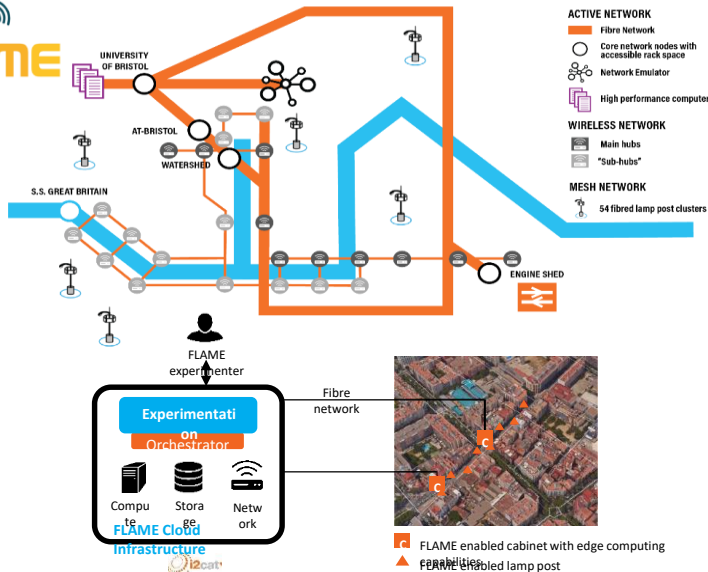 ME
UNIVERSITY
OF BRISTOL
AT-BRISTOL
WATERSHED
S.S. GREAT BRITAIN
ENGINE SHED
ACTIVE NETWORK
Fibre Network
Core network nodes with
accessible rack space
Network Emulator
High performance computer
WIRELESS NETWORK
Main hubs
"Sub-hubs"
MESH NETWORK
54 fibred lamp post clusters
FLAME
experimenter
Fibre
network
Experimentati
on
Orchestrator
Compu
te
Stora
ge
Netw
ork
FLAME Cloud
Infrastructure
i2cat
C
C
C FLAME enabled cabinet with edge computing
capabilities
FLAME enabled lamp post